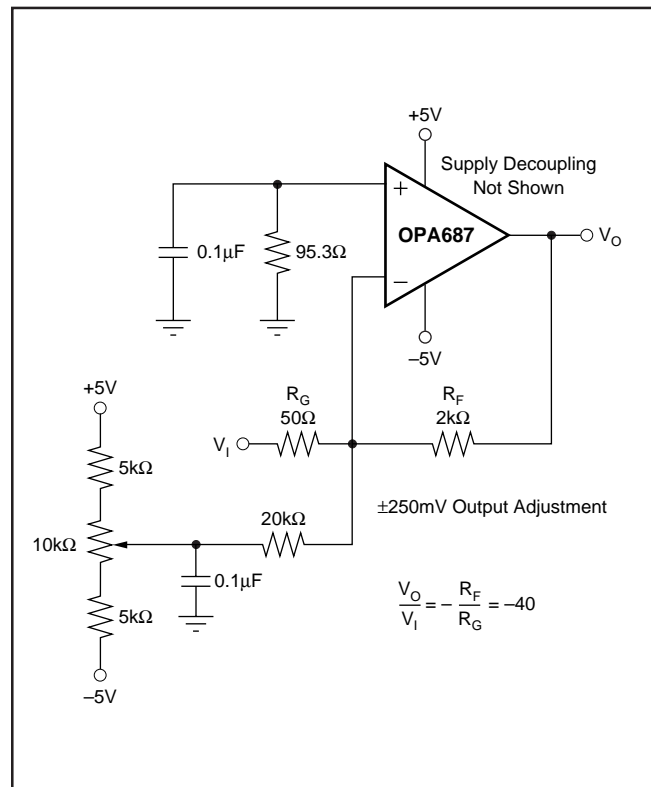 +5V
Supply Decoupling
Not Shown
+
OPA687
–
0.1μF
95.3Ω
V_O
–5V
+5V
R_G
50Ω
R_F
2kΩ
V_I
5kΩ
±250mV Output Adjustment
20kΩ
10kΩ
0.1μF
V_O/V_I = – R_F/R_G = –40
5kΩ
–5V